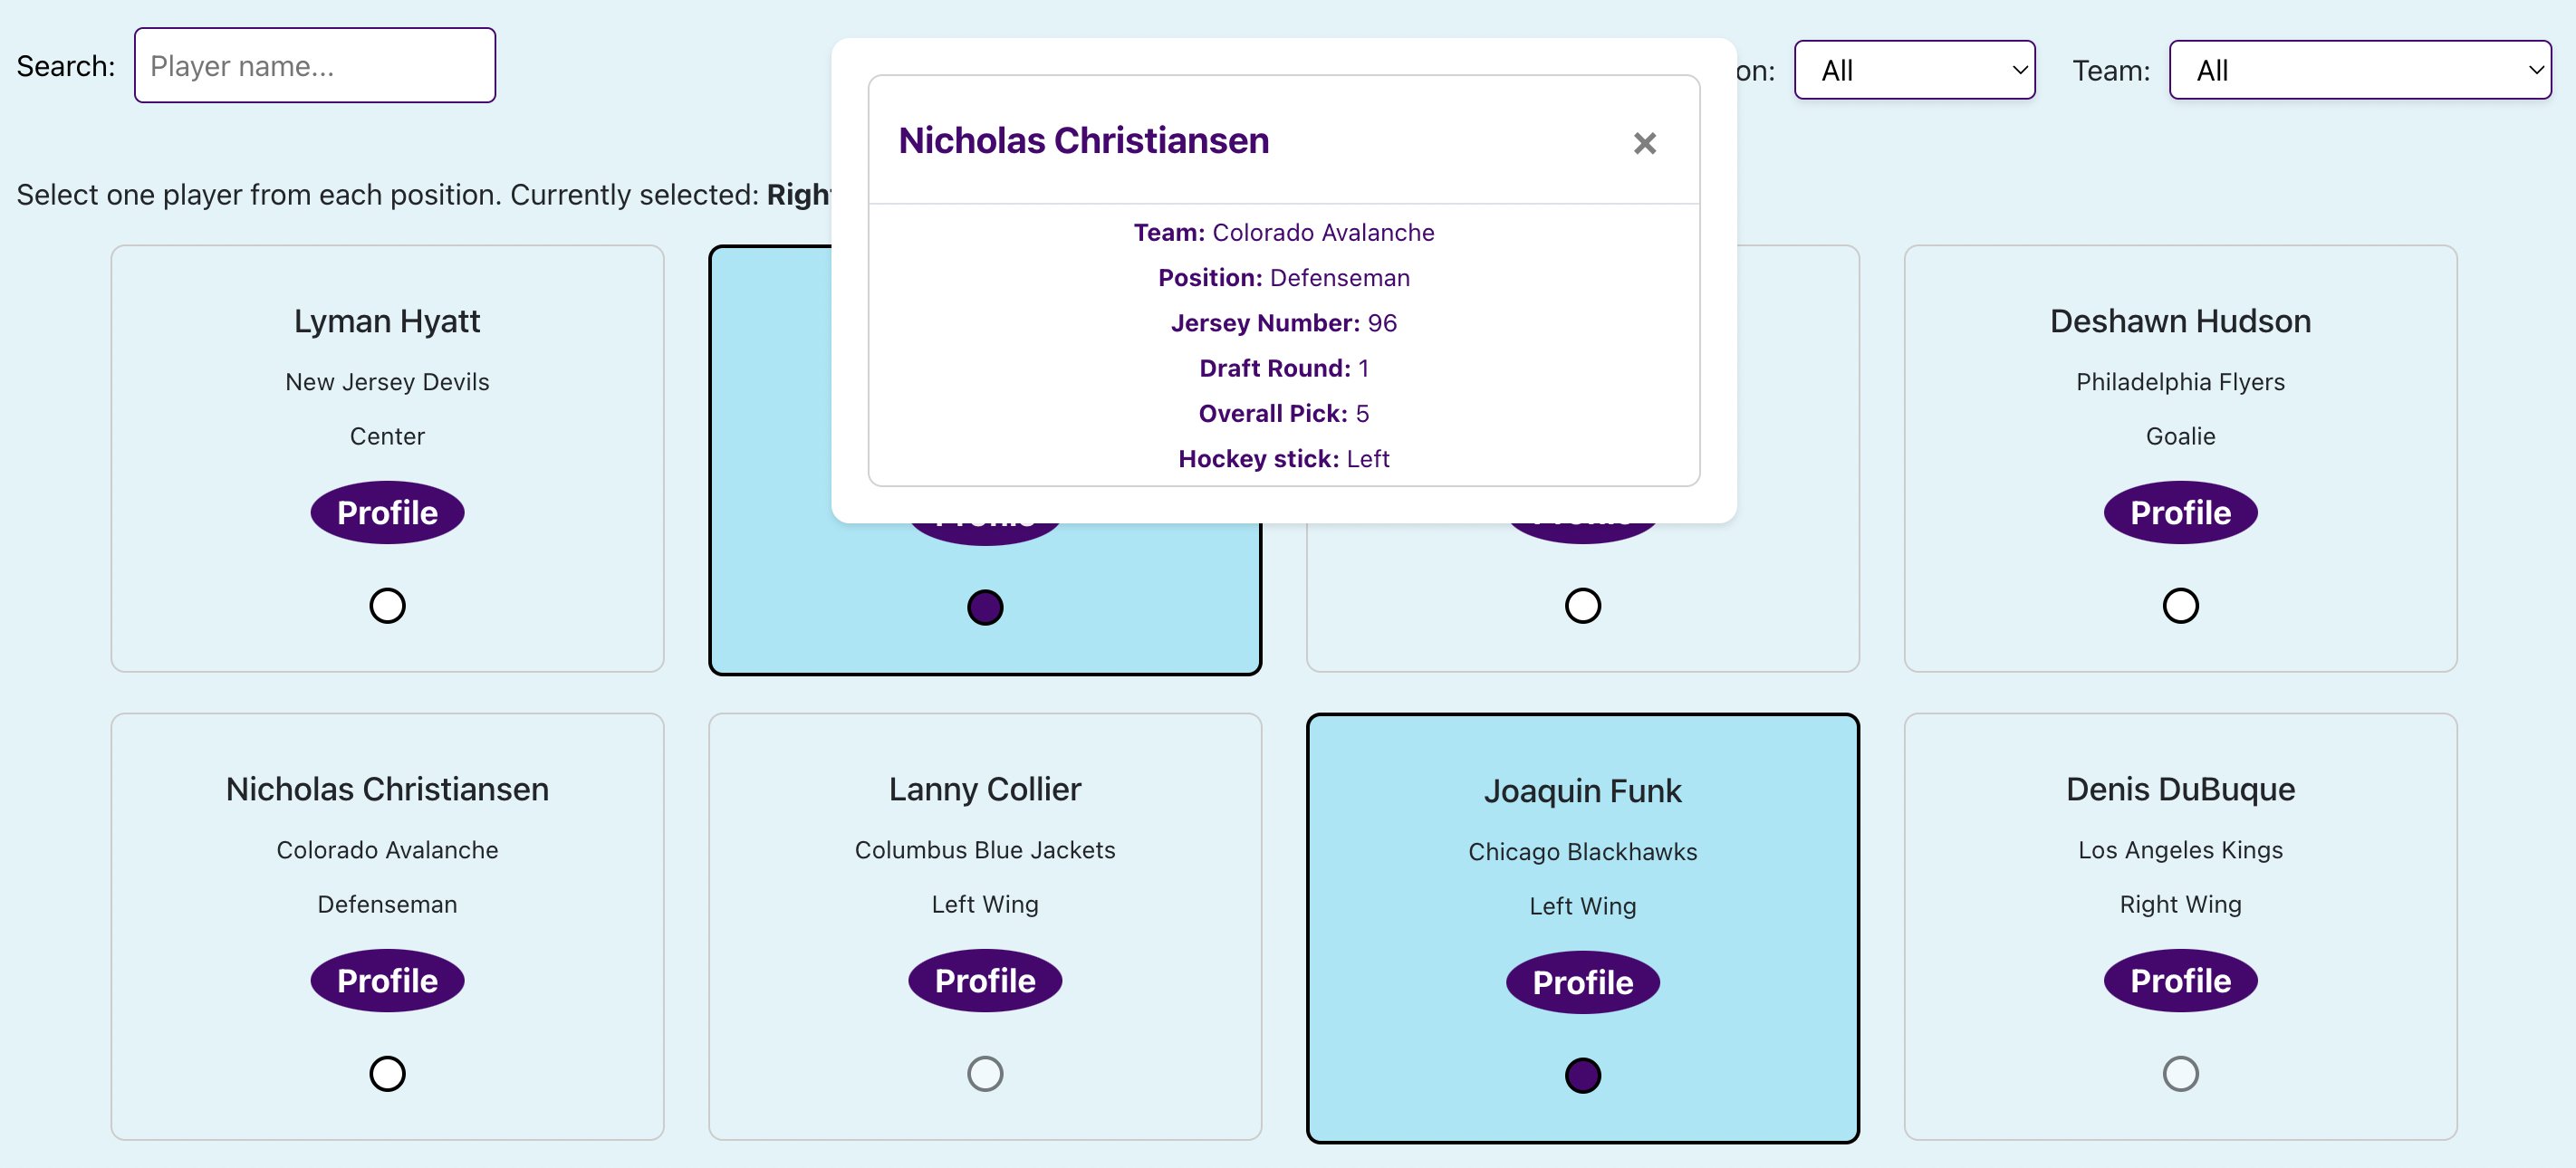 Search: Player name...
on: All Team: All
Nicholas Christiansen ×
Select one player from each position. Currently selected: Right
Team: Colorado Avalanche
Position: Defenseman
Jersey Number: 96
Draft Round: 1
Overall Pick: 5
Hockey stick: Left
Lyman Hyatt
New Jersey Devils
Center
Profile
Profile
Profile
Deshawn Hudson
Philadelphia Flyers
Goalie
Profile
Nicholas Christiansen
Colorado Avalanche
Defenseman
Profile
Lanny Collier
Columbus Blue Jackets
Left Wing
Profile
Joaquin Funk
Chicago Blackhawks
Left Wing
Profile
Denis DuBuque
Los Angeles Kings
Right Wing
Profile